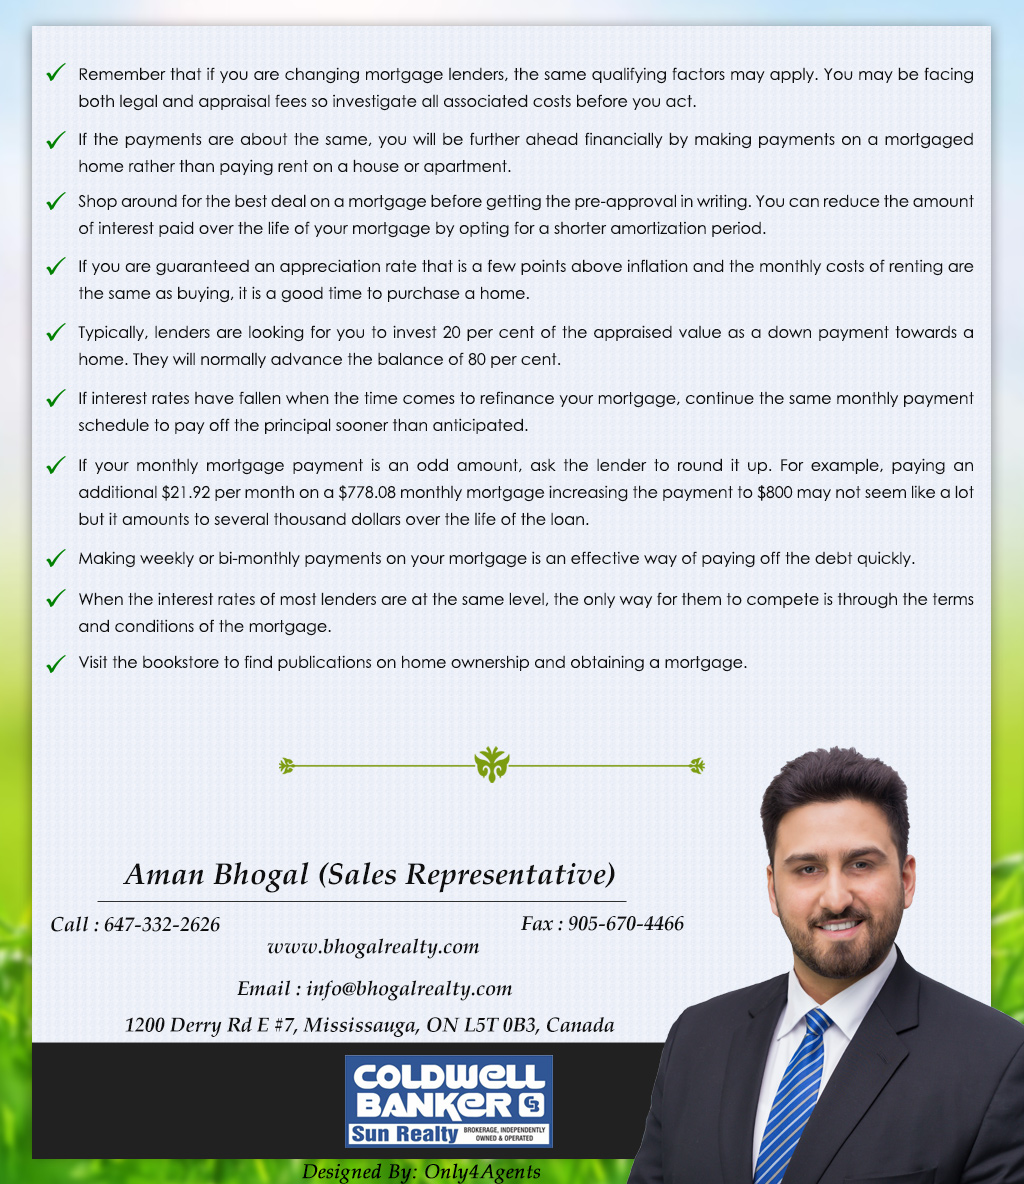 Remember that if you are changing mortgage lenders, the same qualifying factors may apply. You may be facing
both legal and appraisal fees so investigate all associated costs before you act.
If the payments are about the same, you will be further ahead financially by making payments on a mortgaged
home rather than paying rent on a house or apartment.
Shop around for the best deal on a mortgage before getting the pre-approval in writing. You can reduce the amount
of interest paid over the life of your mortgage by opting for a shorter amortization period.
If you are guaranteed an appreciation rate that is a few points above inflation and the monthly costs of renting are
the same as buying, it is a good time to purchase a home.
Typically, lenders are looking for you to invest 20 per cent of the appraised value as a down payment towards a
home. They will normally advance the balance of 80 per cent.
If interest rates have fallen when the time comes to refinance your mortgage, continue the same monthly payment
schedule to pay off the principal sooner than anticipated.
If your monthly mortgage payment is an odd amount, ask the lender to round it up. For example, paying an
additional $21.92 per month on a $778.08 monthly mortgage increasing the payment to $800 may not seem like a lot
but it amounts to several thousand dollars over the life of the loan.
Making weekly or bi-monthly payments on your mortgage is an effective way of paying off the debt quickly.
When the interest rates of most lenders are at the same level, the only way for them to compete is through the terms
and conditions of the mortgage.
Visit the bookstore to find publications on home ownership and obtaining a mortgage.
Aman Bhogal (Sales Representative)
Call : 647-332-2626
Fax : 905-670-4466
www.bhogalrealty.com
Email : info@bhogalrealty.com
1200 Derry Rd E #7, Mississauga, ON L5T 0B3, Canada
COLDWELL
BANKER CB
Sun Realty
BROKERAGE, INDEPENDENTLY
OWNED & OPERATED
Designed By: Only4Agents